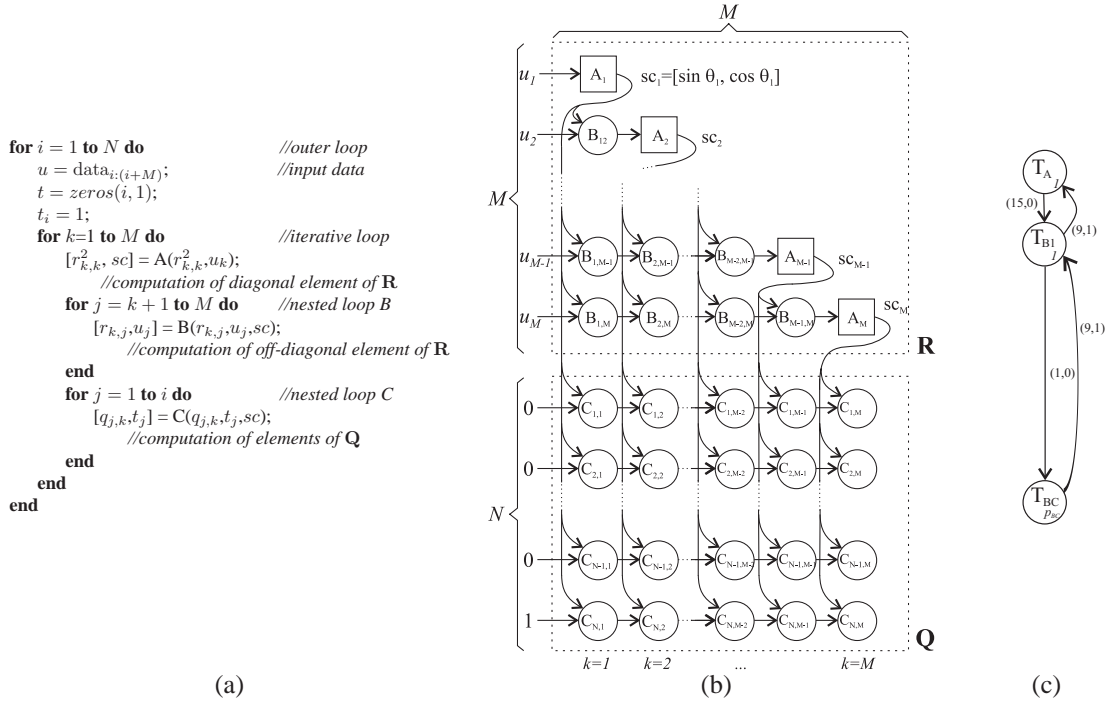 for i = 1 to N do //outer loop
u = data_{i:(i+M)}; //input data
t = zeros(i, 1);
t_i = 1;
for k=1 to M do //iterative loop
[r²_{k,k}, sc] = A(r²_{k,k},u_k);
//computation of diagonal element of R
for j = k + 1 to M do //nested loop B
[r_{k,j},u_j] = B(r_{k,j},u_j,sc);
//computation of off-diagonal element of R
end
for j = 1 to i do //nested loop C
[q_{j,k},t_j] = C(q_{j,k},t_j,sc);
//computation of elements of Q
end
end
end
(a)
M
M
u_1 A_1 sc_1=[sin θ_1, cos θ_1]
u_2 B_{12} A_2 sc_2
...
u_{M-1} B_{1,M-1} B_{2,M-1} ... B_{M-2,M-1} A_{M-1} sc_{M-1}
u_M B_{1,M} B_{2,M} ... B_{M-2,M} B_{M-1,M} A_M sc_M
R
N
0 C_{1,1} C_{1,2} ... C_{1,M-2} C_{1,M-1} C_{1,M}
0 C_{2,1} C_{2,2} ... C_{2,M-2} C_{2,M-1} C_{2,M}
0 C_{N-1,1} C_{N-1,2} ... C_{N-1,M-2} C_{N-1,M-1} C_{N-1,M}
1 C_{N,1} C_{N,2} ... C_{N,M-2} C_{N,M-1} C_{N,M}
Q
k=1 k=2 ... k=M
(b)
T_A 1
(15,0) (9,1)
T_{B1} 1
(1,0) (9,1)
T_{BC} p_{BC}
(c)